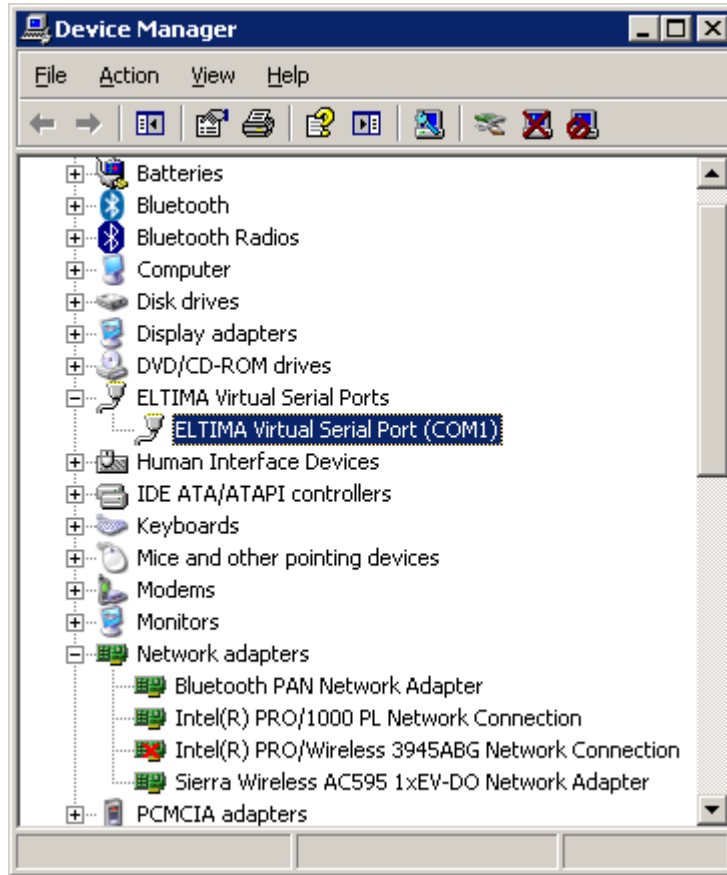 Device Manager
File Action View Help
Batteries
Bluetooth
Bluetooth Radios
Computer
Disk drives
Display adapters
DVD/CD-ROM drives
ELTIMA Virtual Serial Ports
ELTIMA Virtual Serial Port (COM1)
Human Interface Devices
IDE ATA/ATAPI controllers
Keyboards
Mice and other pointing devices
Modems
Monitors
Network adapters
Bluetooth PAN Network Adapter
Intel(R) PRO/1000 PL Network Connection
Intel(R) PRO/Wireless 3945ABG Network Connection
Sierra Wireless AC595 1xEV-DO Network Adapter
PCMCIA adapters